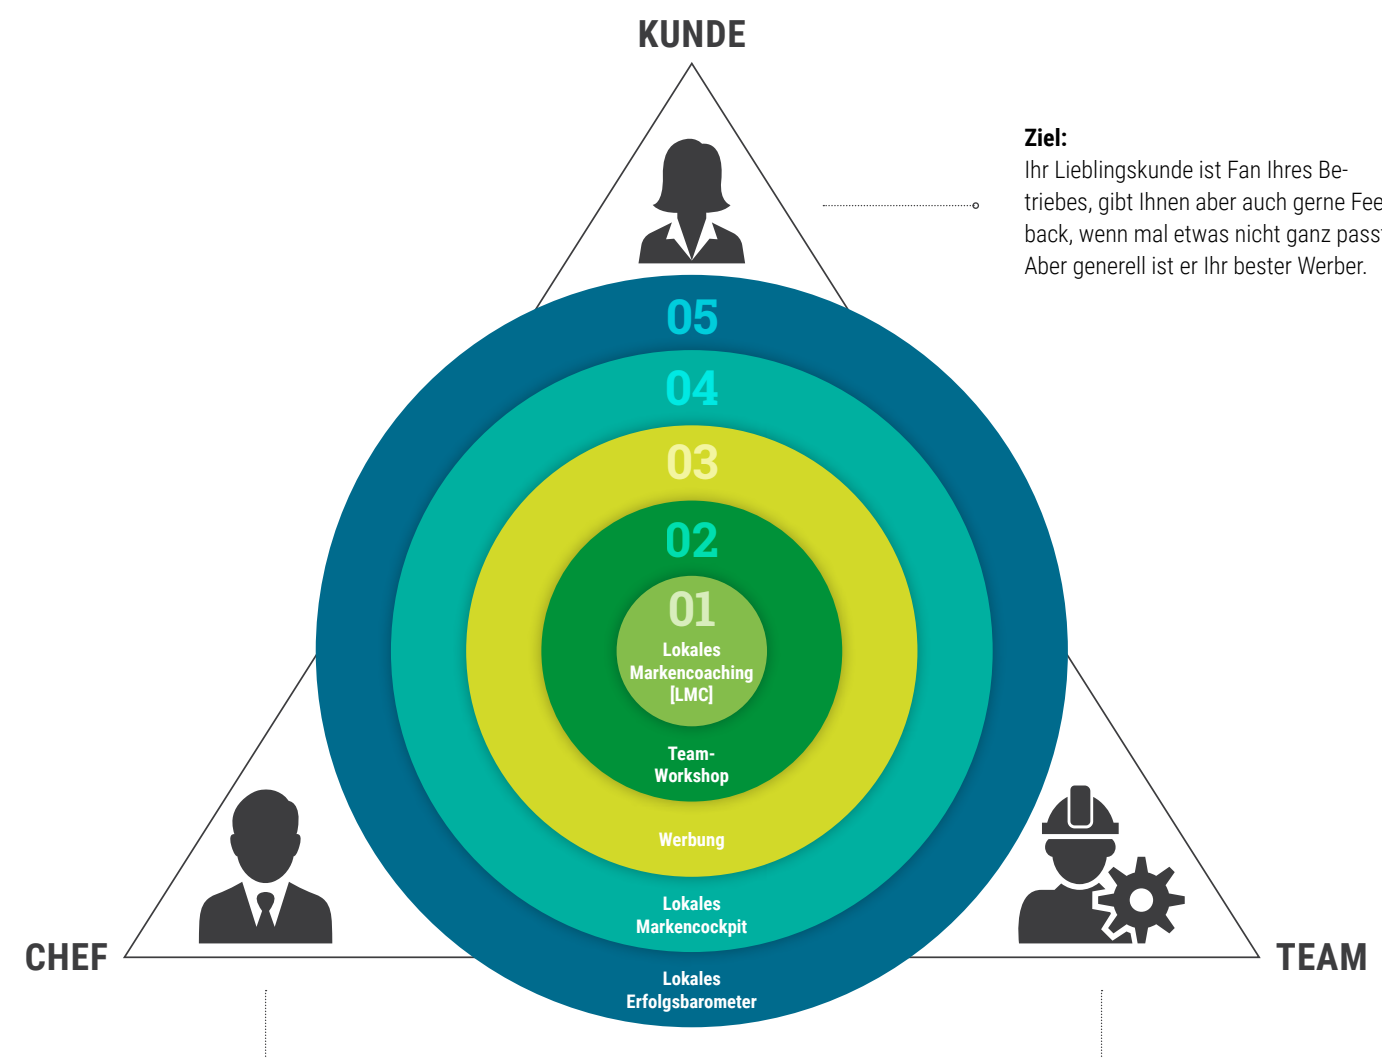 KUNDE
Ziel:
Ihr Lieblingskunde ist Fan Ihres Be-
triebes, gibt Ihnen aber auch gerne Fee
back, wenn mal etwas nicht ganz pass
Aber generell ist er Ihr bester Werber.
05
04
03
02
01
Lokales
Markencoaching
[LMC]
Team-
Workshop
Werbung
Lokales
Markencockpit
Lokales
Erfolgsbarometer
CHEF
TEAM